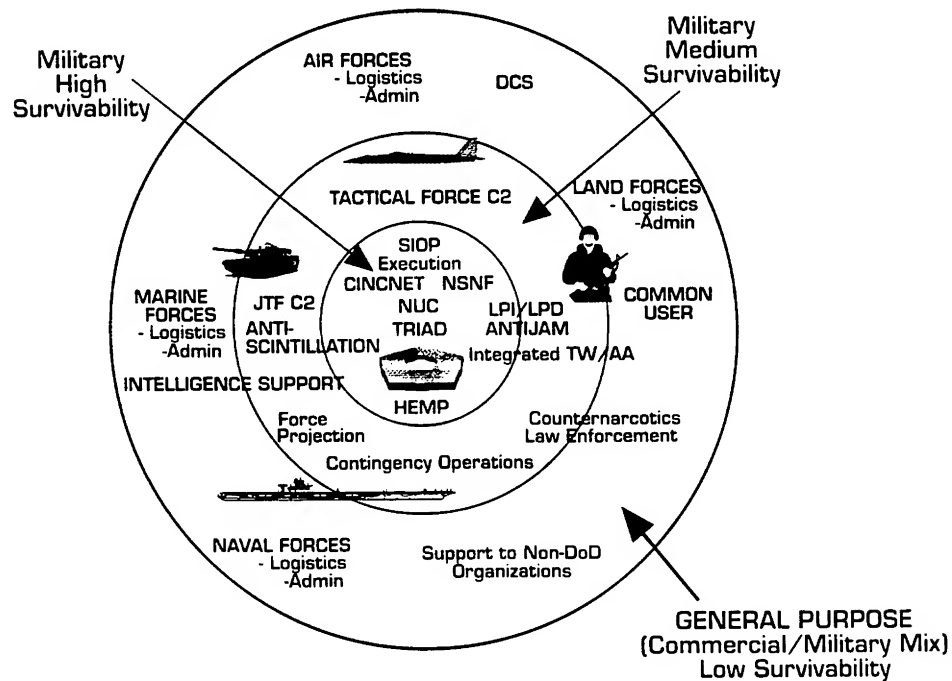 Military
High
Survivability
AIR FORCES
- Logistics
-Admin
DCS
Military
Medium
Survivability
TACTICAL FORCE C2
LAND FORCES
- Logistics
-Admin
SIOP
Execution
CINCNET NSNF
NUC
TRIAD
HEMP
MARINE
FORCES
- Logistics
-Admin
JTF C2
ANTI-
SCINTILLATION
LPI/LPD
ANTIJAM
Integrated TW/AA
COMMON
USER
INTELLIGENCE SUPPORT
Force
Projection
Contingency Operations
Counternarcotics
Law Enforcement
NAVAL FORCES
- Logistics
-Admin
Support to Non-DoD
Organizations
GENERAL PURPOSE
(Commercial/Military Mix)
Low Survivability